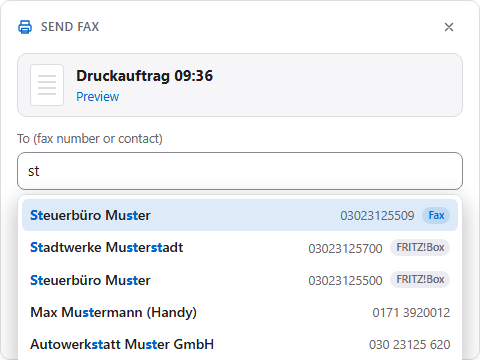 SEND FAX
Druckauftrag 09:36
Preview
To (fax number or contact)
st
Steuerbüro Muster 03023125509 Fax
Stadtwerke Musterstadt 03023125700 FRITZ!Box
Steuerbüro Muster 03023125500 FRITZ!Box
Max Mustermann (Handy) 0171 3920012
Autowerkstatt Muster GmbH 030 23125 620